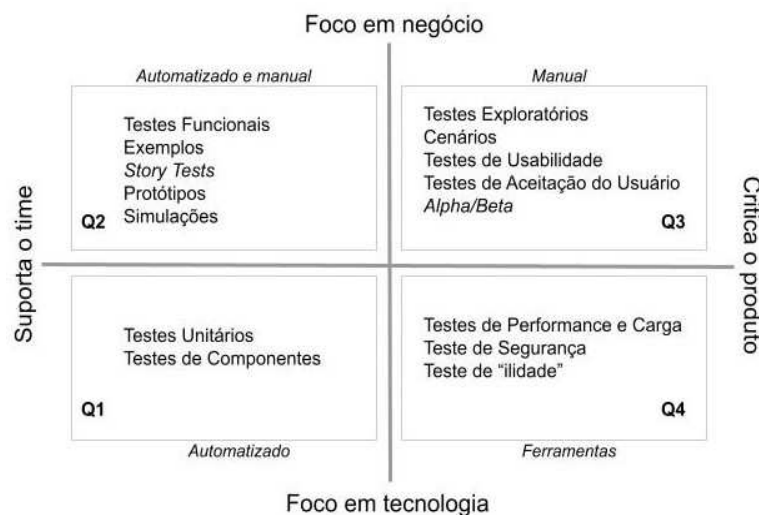 Foco em negócio
Automatizado e manual
Testes Funcionais
Exemplos
Story Tests
Protótipos
Simulações
Q2
Manual
Testes Exploratórios
Cenários
Testes de Usabilidade
Testes de Aceitação do Usuário
Alpha/Beta
Q3
Suporta o time
Critica o produto
Testes Unitários
Testes de Componentes
Q1
Automatizado
Testes de Performance e Carga
Teste de Segurança
Teste de “ilidade”
Q4
Ferramentas
Foco em tecnologia